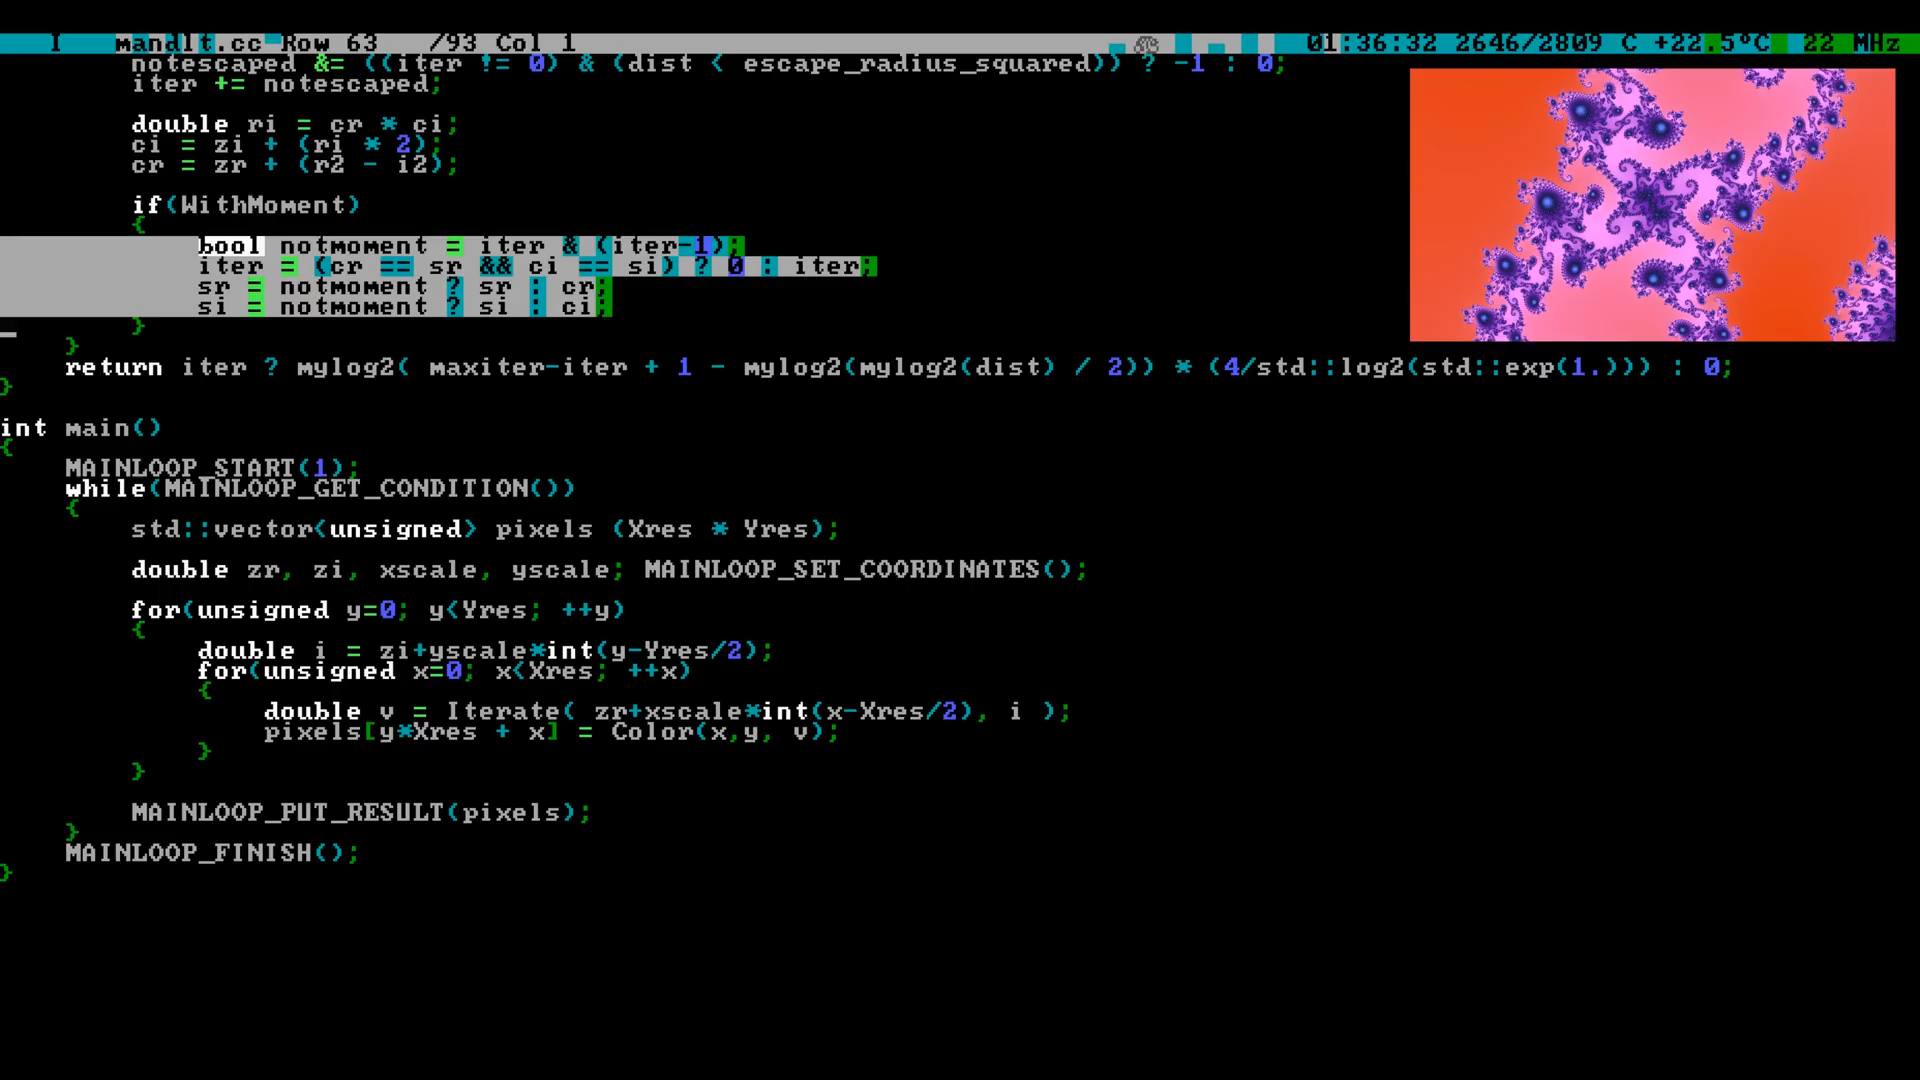 I   mandlt.cc Row 63   /93 Col 1   01:36:32 2646/2809 C +22.5ºC  22 MHz
notescaped &= ((iter != 0) & (dist < escape_radius_squared)) ? -1 : 0;
iter += notescaped;
double ri = cr * ci;
ci = zi + (ri * 2);
cr = zr + (r2 - i2);
if(WithMoment)
{
bool notmoment = iter & (iter-1);
iter = (cr == sr && ci == si) ? 0 : iter;
sr = notmoment ? sr : cr;
si = notmoment ? si : ci;
}
}
return iter ? mylog2( maxiter-iter + 1 - mylog2(mylog2(dist) / 2)) * (4/std::log2(std::exp(1.))) : 0;
}
int main()
{
MAINLOOP_START(1);
while(MAINLOOP_GET_CONDITION())
{
std::vector<unsigned> pixels (Xres * Yres);
double zr, zi, xscale, yscale; MAINLOOP_SET_COORDINATES();
for(unsigned y=0; y<Yres; ++y)
{
double i = zi+yscale*int(y-Yres/2);
for(unsigned x=0; x<Xres; ++x)
{
double v = Iterate( zr+xscale*int(x-Xres/2), i );
pixels[y*Xres + x] = Color(x,y, v);
}
}
MAINLOOP_PUT_RESULT(pixels);
}
MAINLOOP_FINISH();
}